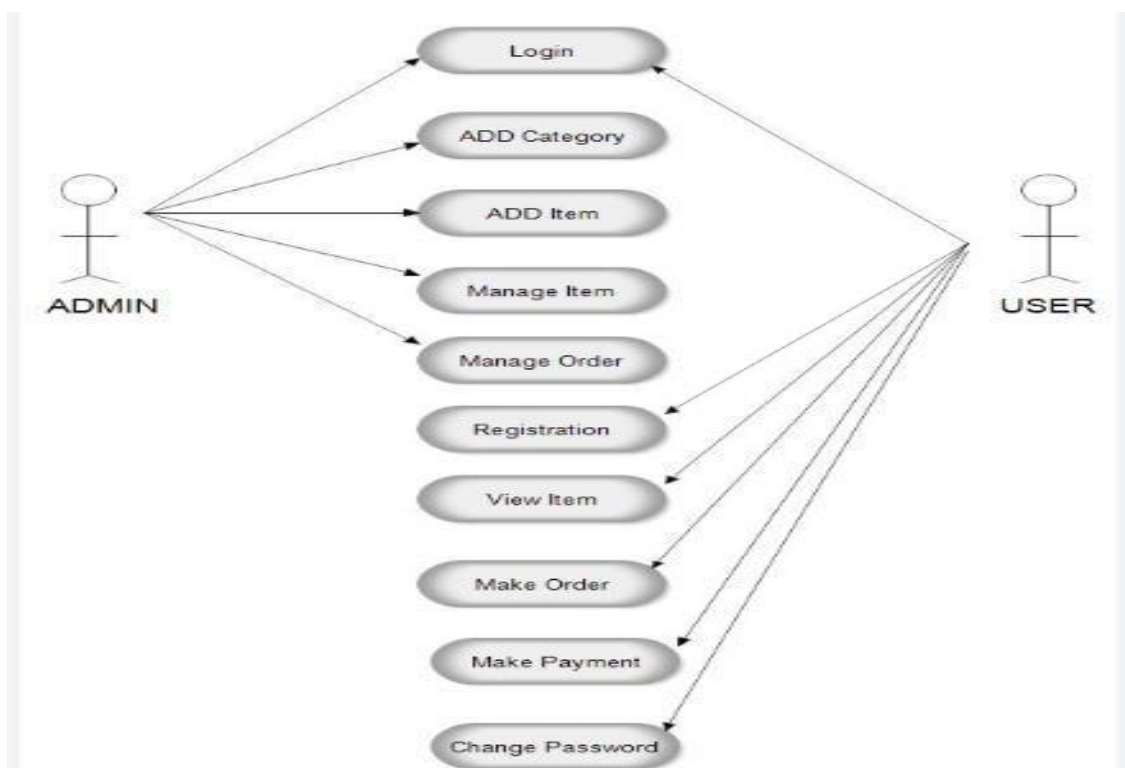 Login
ADD Category
ADD Item
Manage Item
ADMIN
USER
Manage Order
Registration
View Item
Make Order
Make Payment
Change Password